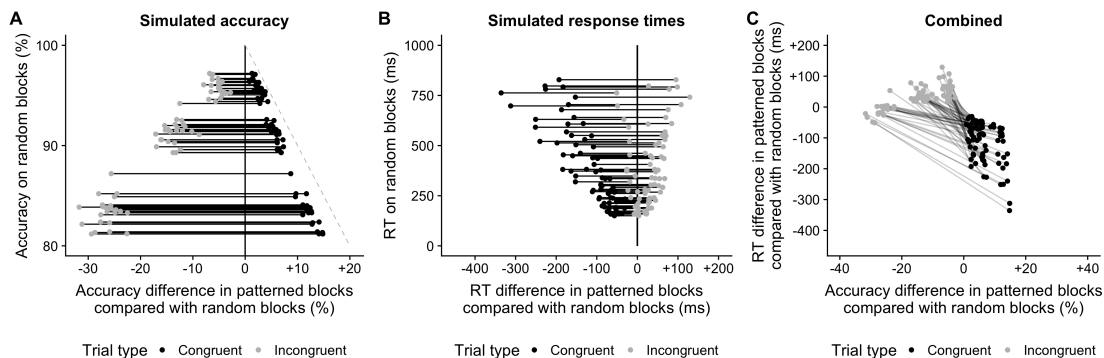 A
Simulated accuracy
Accuracy on random blocks (%)
100
90
80
-30
-20
-10
0
+10
+20
Accuracy difference in patterned blocks
compared with random blocks (%)
Trial type
Congruent
Incongruent
B
Simulated response times
RT on random blocks (ms)
1000
750
500
250
0
-400
-300
-200
-100
0
+100
+200
RT difference in patterned blocks
compared with random blocks (ms)
Trial type
Congruent
Incongruent
C
Combined
RT difference in patterned blocks
compared with random blocks (ms)
+200
+100
0
-100
-200
-300
-400
-40
-20
0
+20
+40
Accuracy difference in patterned blocks
compared with random blocks (%)
Trial type
Congruent
Incongruent